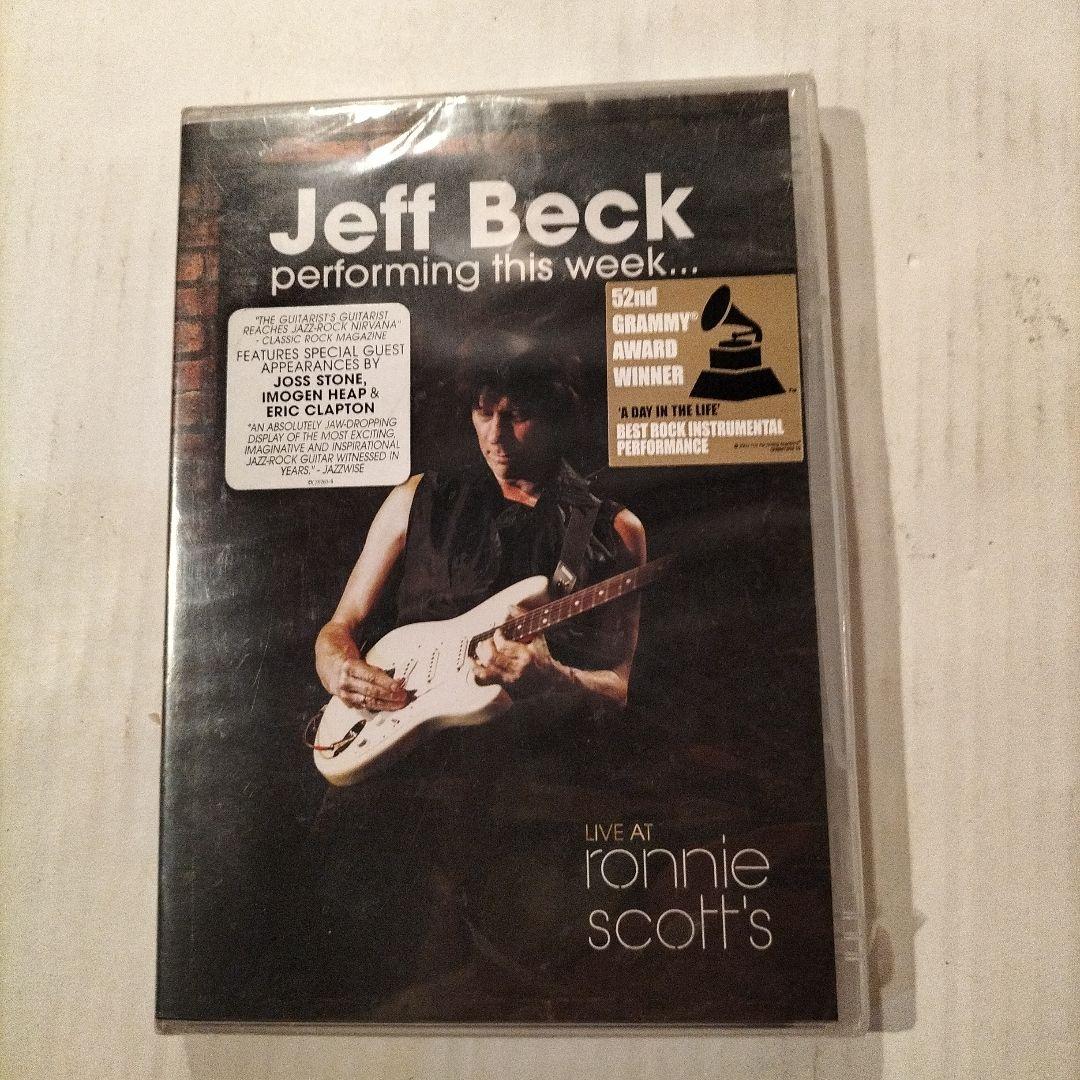 Jeff Beck
performing this week...
"THE GUITARIST'S GUITARIST
REACHES JAZZ-ROCK NIRVANA"
- CLASSIC ROCK MAGAZINE
FEATURES SPECIAL GUEST
APPEARANCES BY
JOSS STONE,
IMOGEN HEAP &
ERIC CLAPTON
"AN ABSOLUTELY JAW-DROPPING
DISPLAY OF THE MOST EXCITING,
IMAGINATIVE AND INSPIRATIONAL
JAZZ-ROCK GUITAR WITNESSED IN
YEARS." - JAZZWISE
52nd
GRAMMY®
AWARD
WINNER
™
'A DAY IN THE LIFE'
BEST ROCK INSTRUMENTAL
PERFORMANCE
LIVE AT
ronnie
scott's